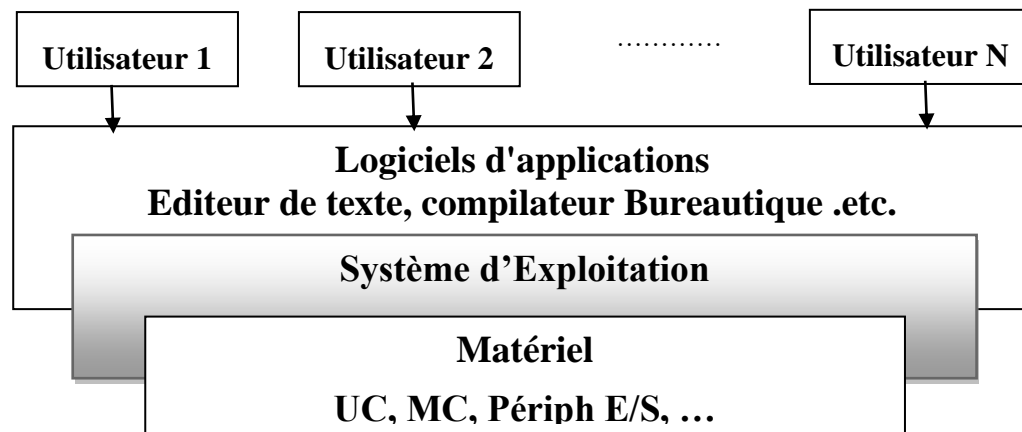 Utilisateur 1 Utilisateur 2 ………… Utilisateur N
Logiciels d'applications
Editeur de texte, compilateur Bureautique .etc.
Système d’Exploitation
Matériel
UC, MC, Périph E/S, …